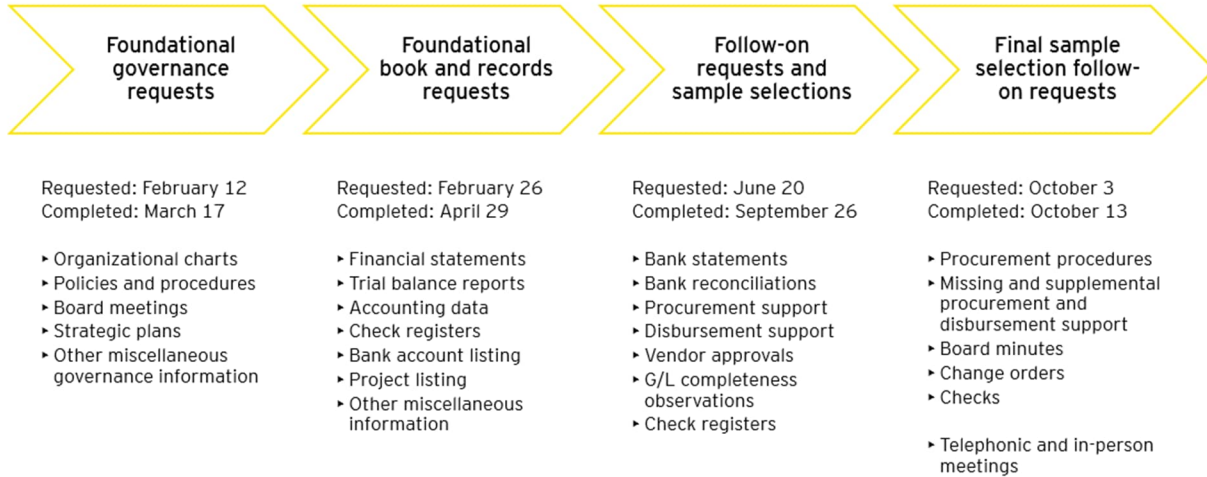 Foundational
governance
requests
Requested: February 12
Completed: March 17
‣ Organizational charts
‣ Policies and procedures
‣ Board meetings
‣ Strategic plans
‣ Other miscellaneous
governance information
Foundational
book and records
requests
Requested: February 26
Completed: April 29
‣ Financial statements
‣ Trial balance reports
‣ Accounting data
‣ Check registers
‣ Bank account listing
‣ Project listing
‣ Other miscellaneous
information
Follow-on
requests and
sample selections
Requested: June 20
Completed: September 26
‣ Bank statements
‣ Bank reconciliations
‣ Procurement support
‣ Disbursement support
‣ Vendor approvals
‣ G/L completeness
observations
‣ Check registers
Final sample
selection follow-
on requests
Requested: October 3
Completed: October 13
‣ Procurement procedures
‣ Missing and supplemental
procurement and
disbursement support
‣ Board minutes
‣ Change orders
‣ Checks
‣ Telephonic and in-person
meetings